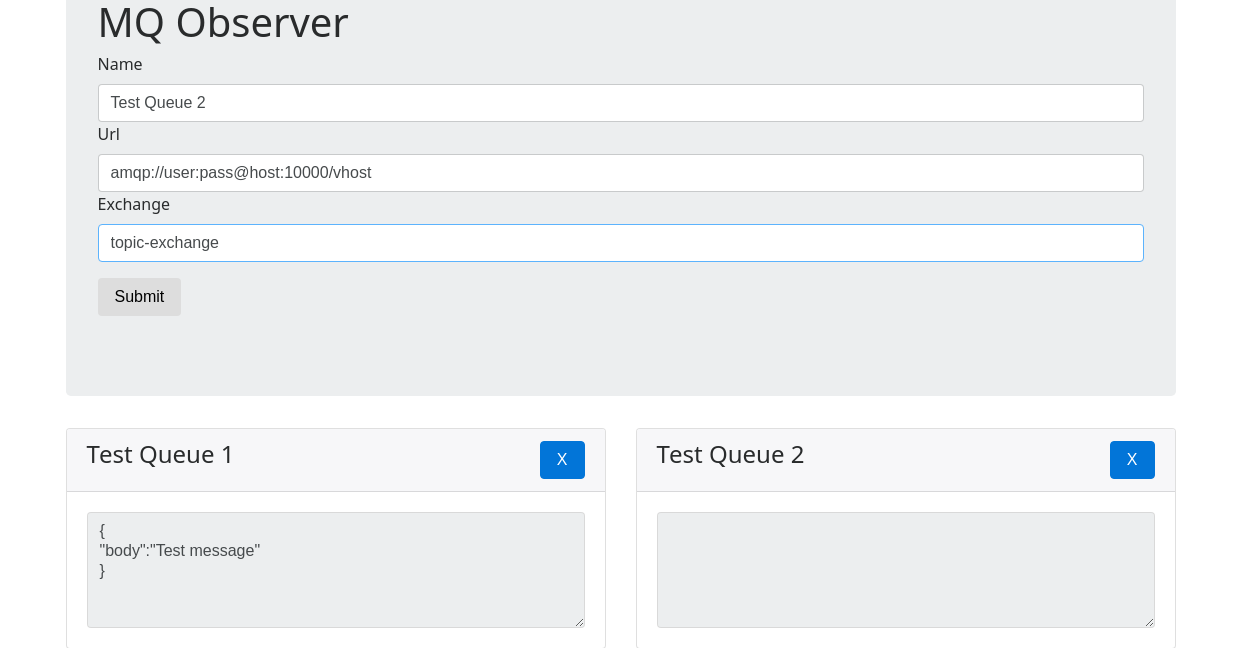 MQ Observer
Name
Test Queue 2
Url
amqp://user:pass@host:10000/vhost
Exchange
topic-exchange
Submit
Test Queue 1
X
{
"body":"Test message"
}
Test Queue 2
X